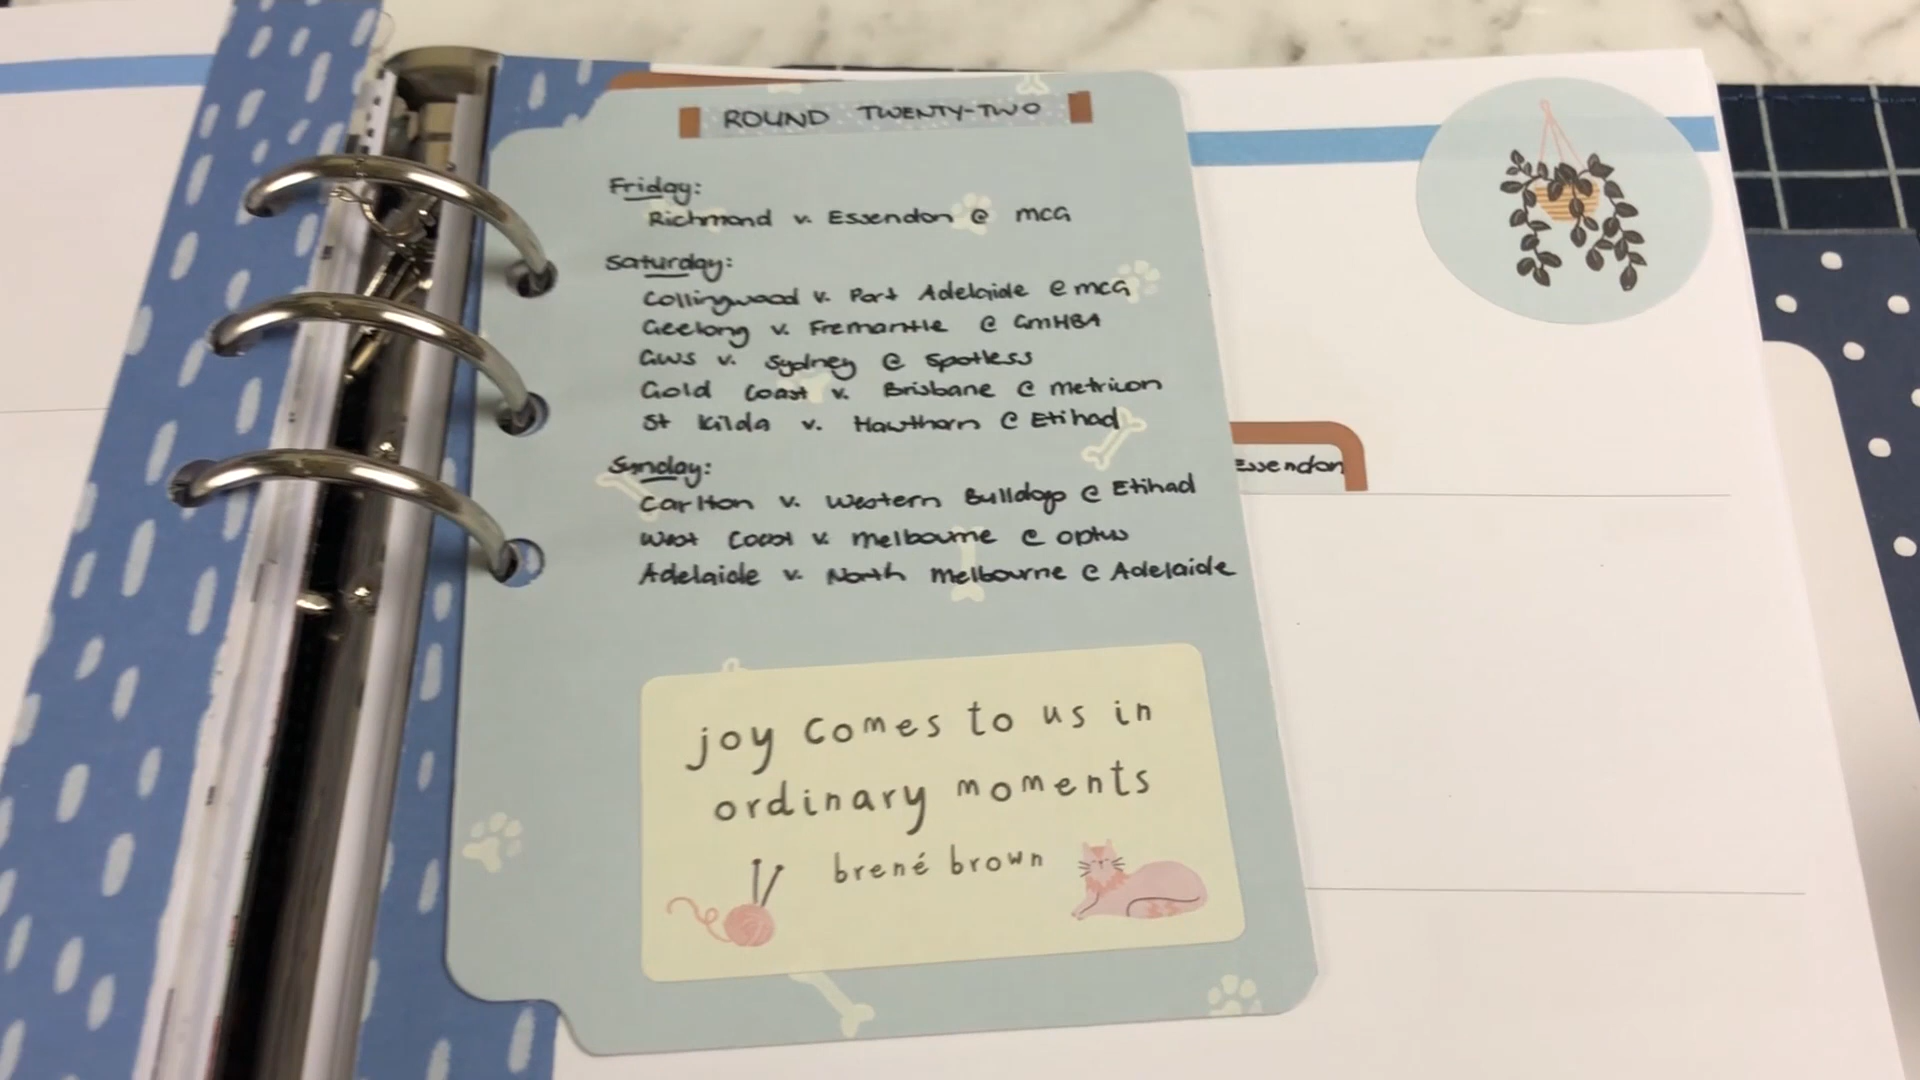 ROUND TWENTY-TWO
Friday:
Richmond v. Essendon @ mcg
Saturday:
Collingwood v. Port Adelaide @ mcg
Geelong v. Fremantle @ GMHBA
GWS v. Sydney @ Spotless
Gold Coast v. Brisbane @ metricon
St Kilda v. Hawthorn @ Etihad
Sunday:
Carlton v. Western Bulldogs @ Etihad
West Coast v. Melbourne @ optus
Adelaide v. North Melbourne @ Adelaide
Essendon
joy comes to us in
ordinary moments
brené brown